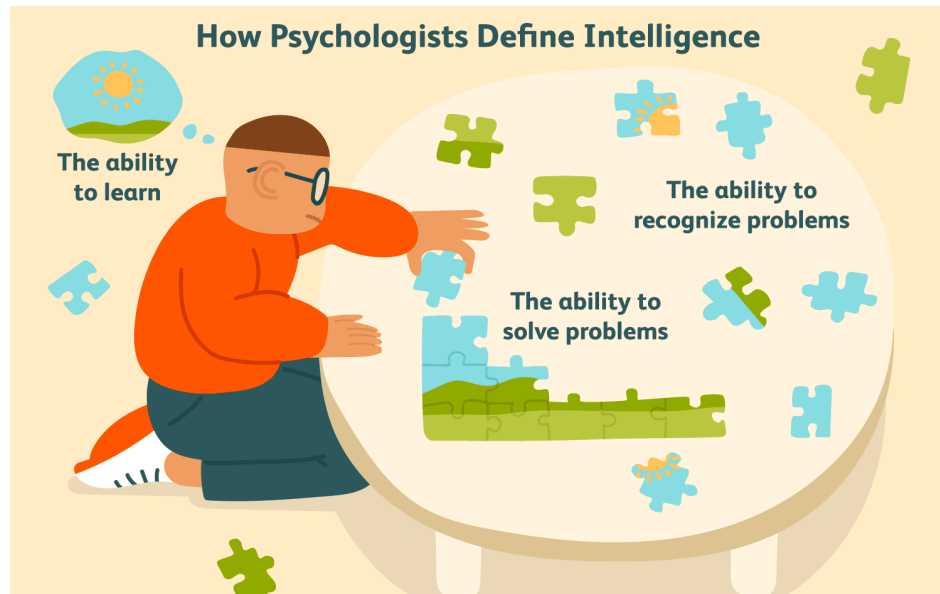 How Psychologists Define Intelligence
The ability
to learn
The ability to
recognize problems
The ability to
solve problems